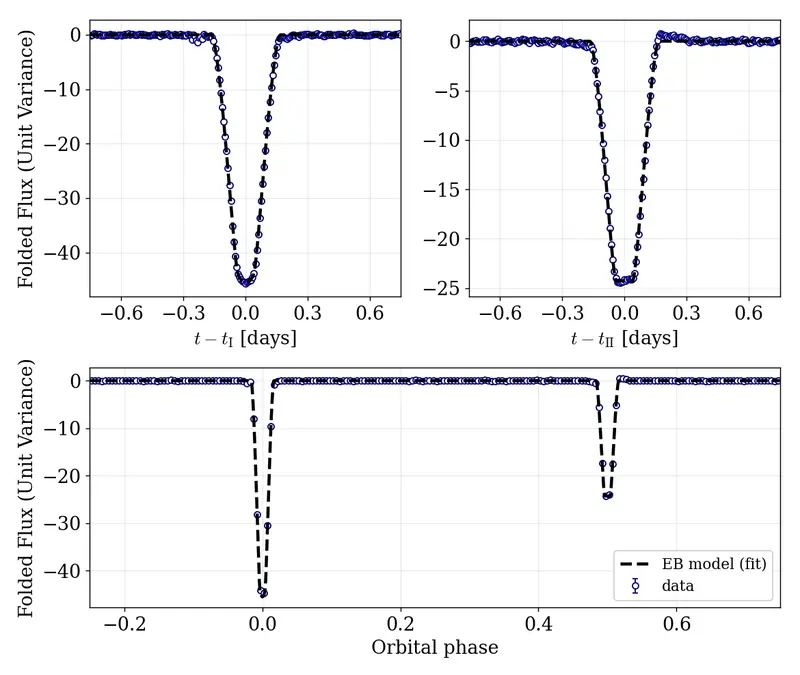 Folded Flux (Unit Variance)
0
−10
−20
−30
−40
−0.6 −0.3 0.0 0.3 0.6
t − tI [days]
0
−5
−10
−15
−20
−25
−0.6 −0.3 0.0 0.3 0.6
t − tII [days]
Folded Flux (Unit Variance)
0
−10
−20
−30
−40
EB model (fit)
data
−0.2 0.0 0.2 0.4 0.6
Orbital phase